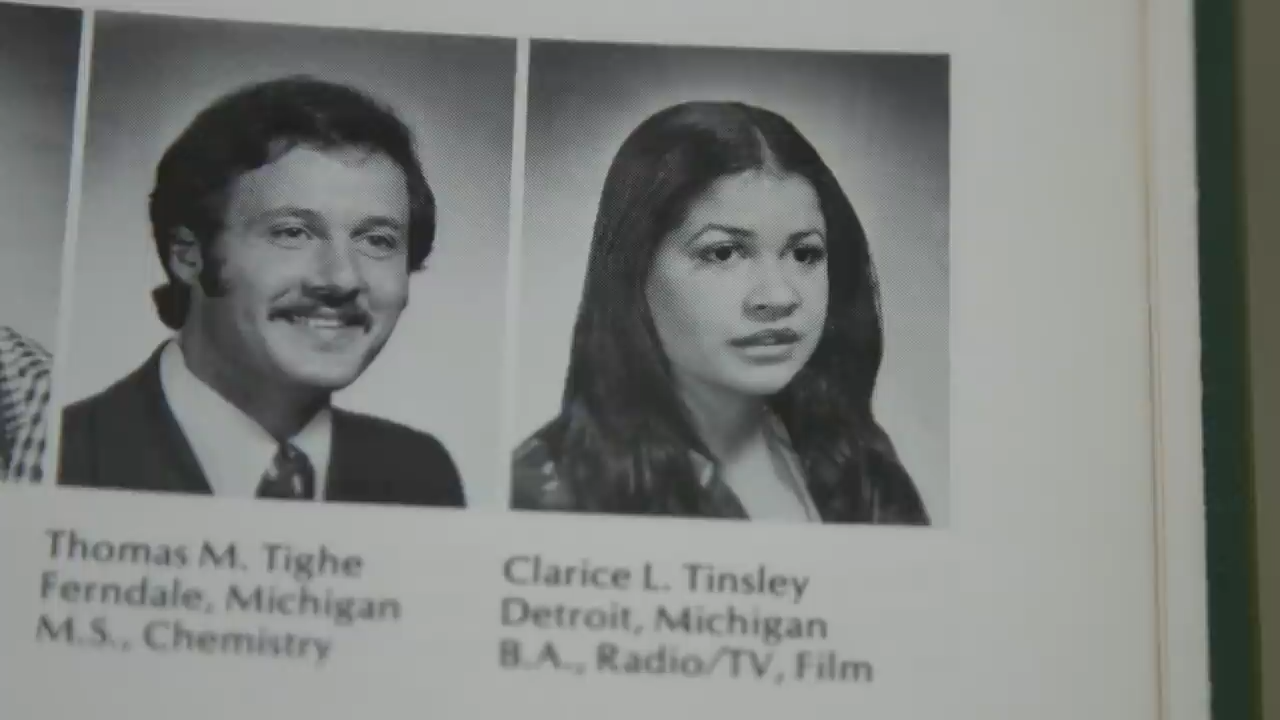 Thomas M. Tighe
Ferndale, Michigan
M.S., Chemistry
Clarice L. Tinsley
Detroit, Michigan
B.A., Radio/TV, Film